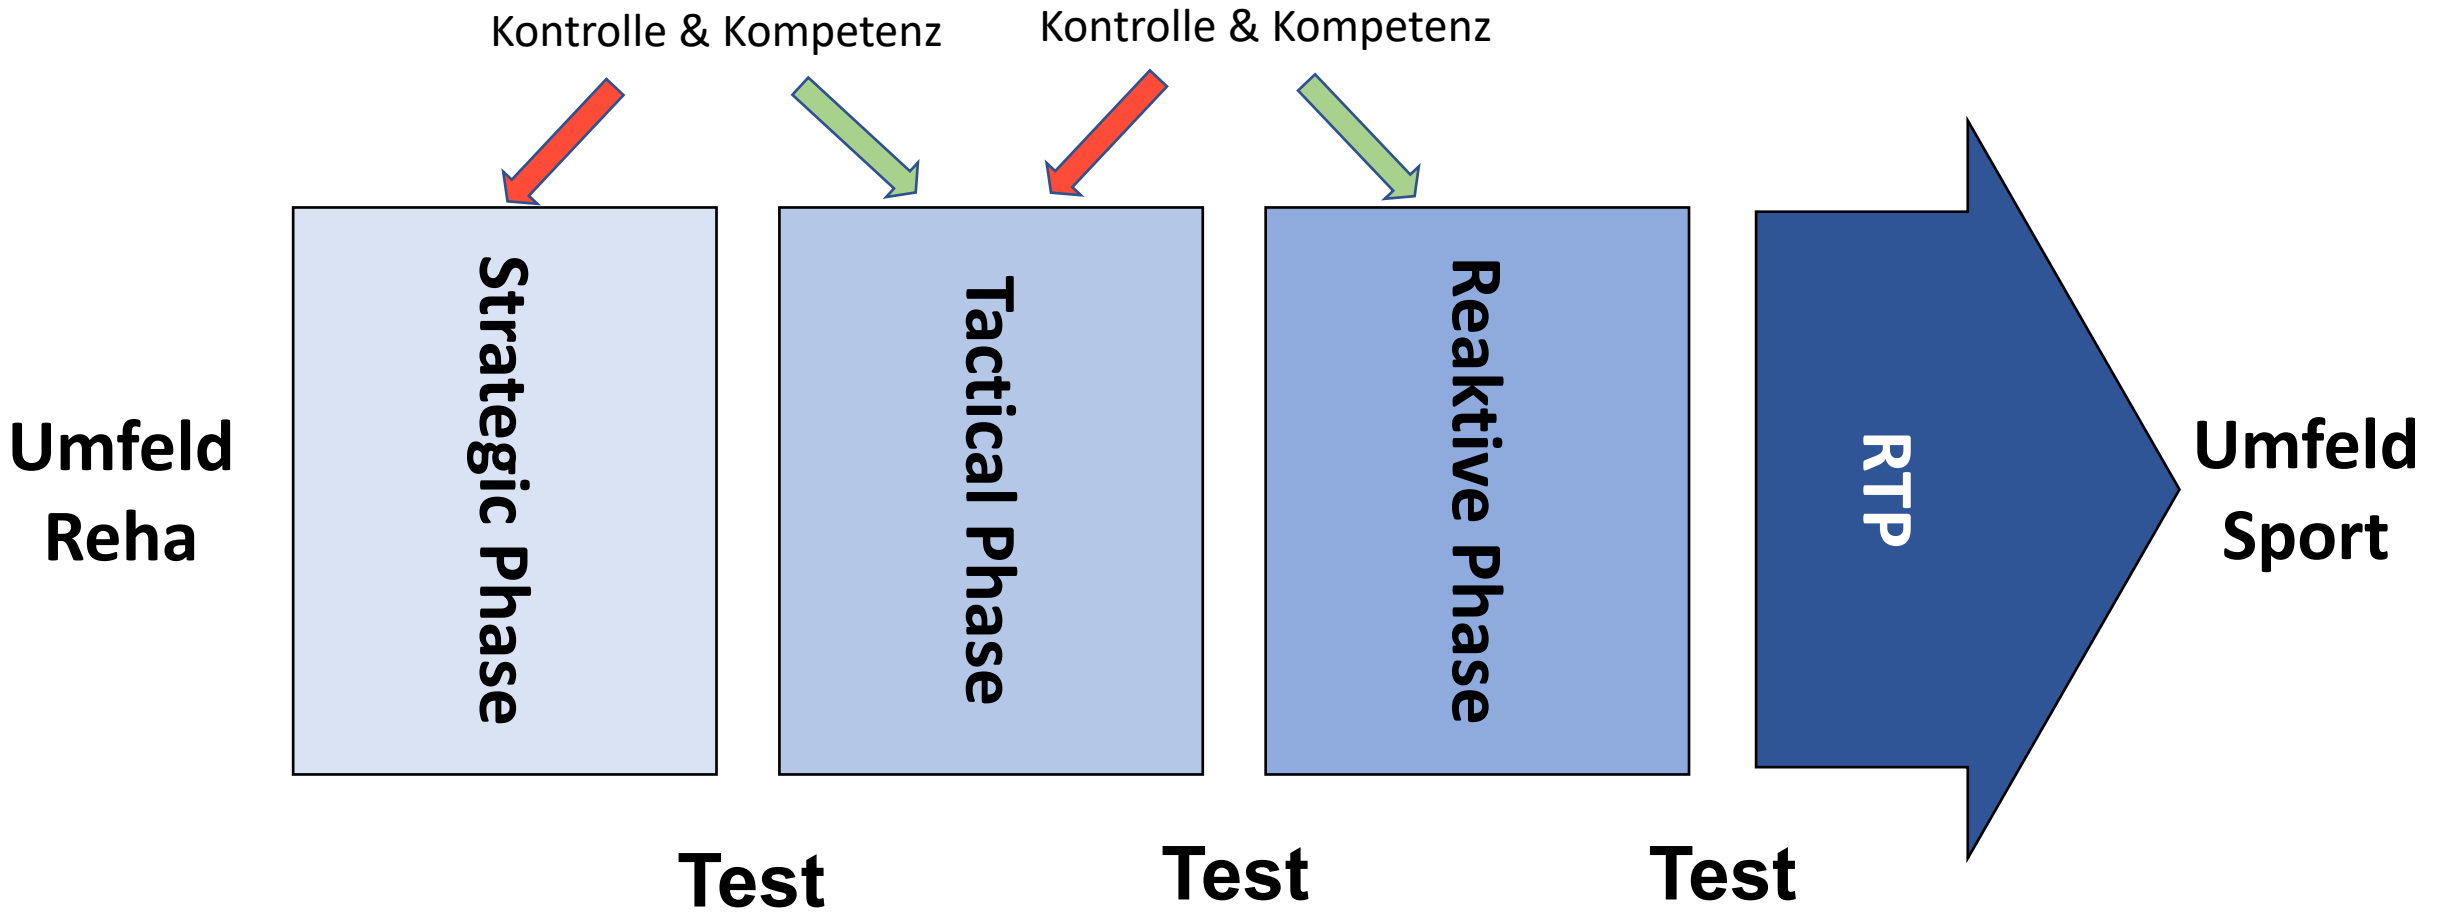 Kontrolle & Kompetenz
Kontrolle & Kompetenz
Umfeld
Reha
Strategic Phase
Tactical Phase
Reaktive Phase
RTP
Umfeld
Sport
Test
Test
Test